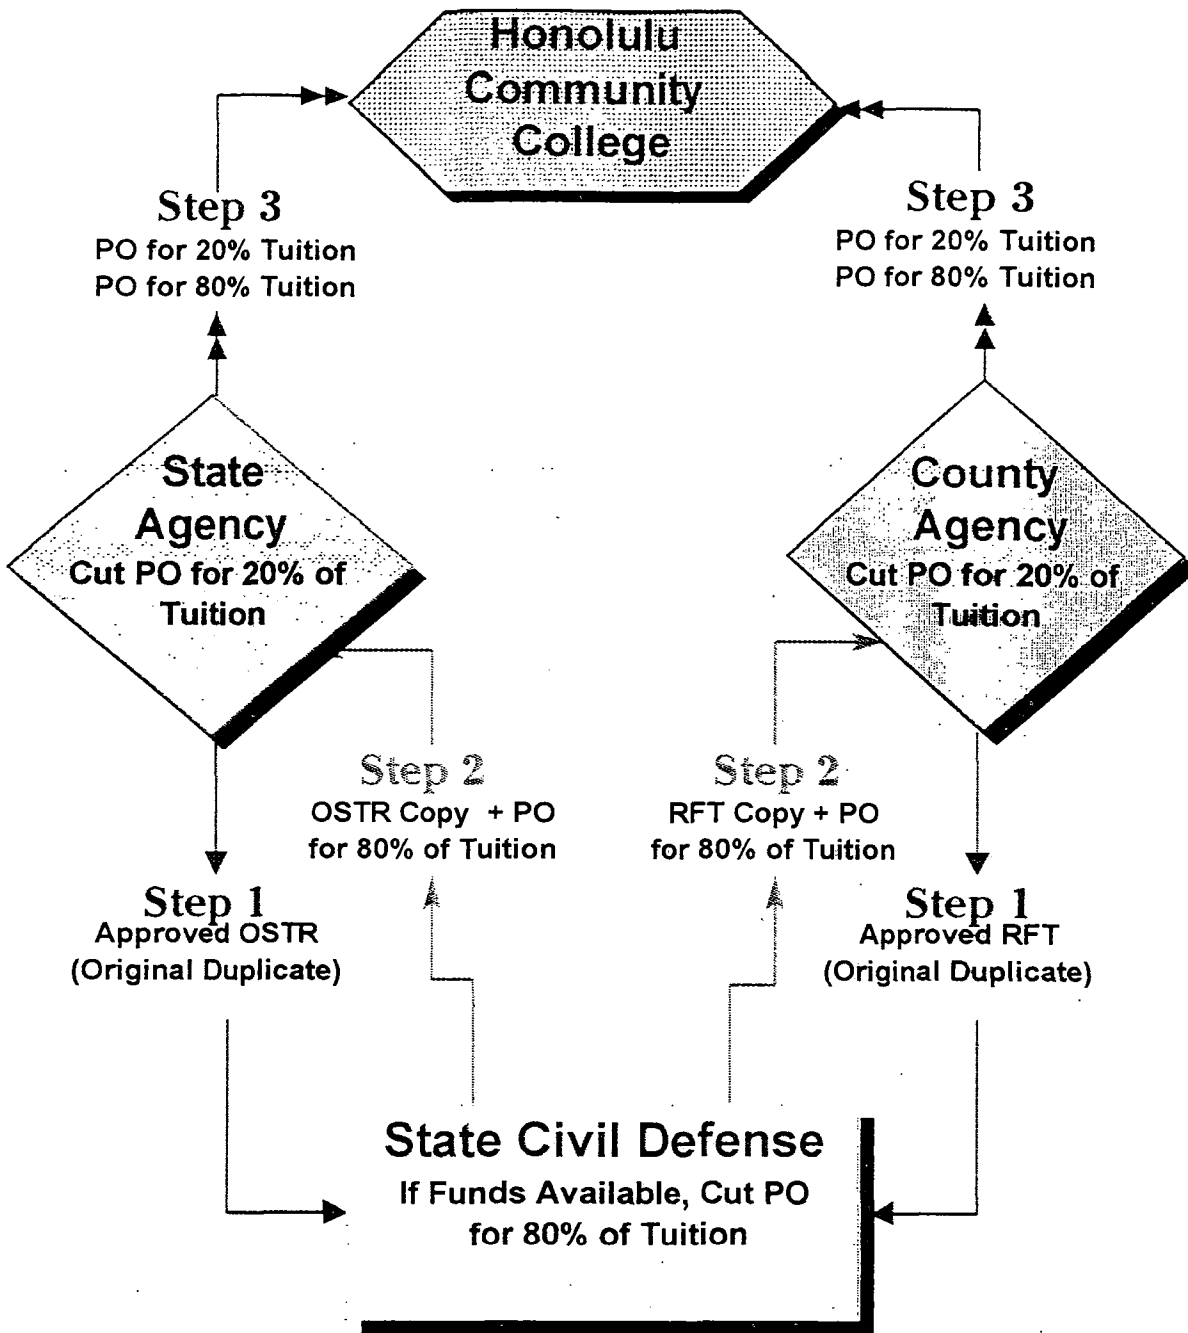 Honolulu
Community
College
Step 3
PO for 20% Tuition
PO for 80% Tuition
Step 3
PO for 20% Tuition
PO for 80% Tuition
State
Agency
Cut PO for 20% of
Tuition
County
Agency
Cut PO for 20% of
Tuition
Step 2
OSTR Copy + PO
for 80% of Tuition
Step 2
RFT Copy + PO
for 80% of Tuition
Step 1
Approved OSTR
(Original Duplicate)
Step 1
Approved RFT
(Original Duplicate)
State Civil Defense
If Funds Available, Cut PO
for 80% of Tuition